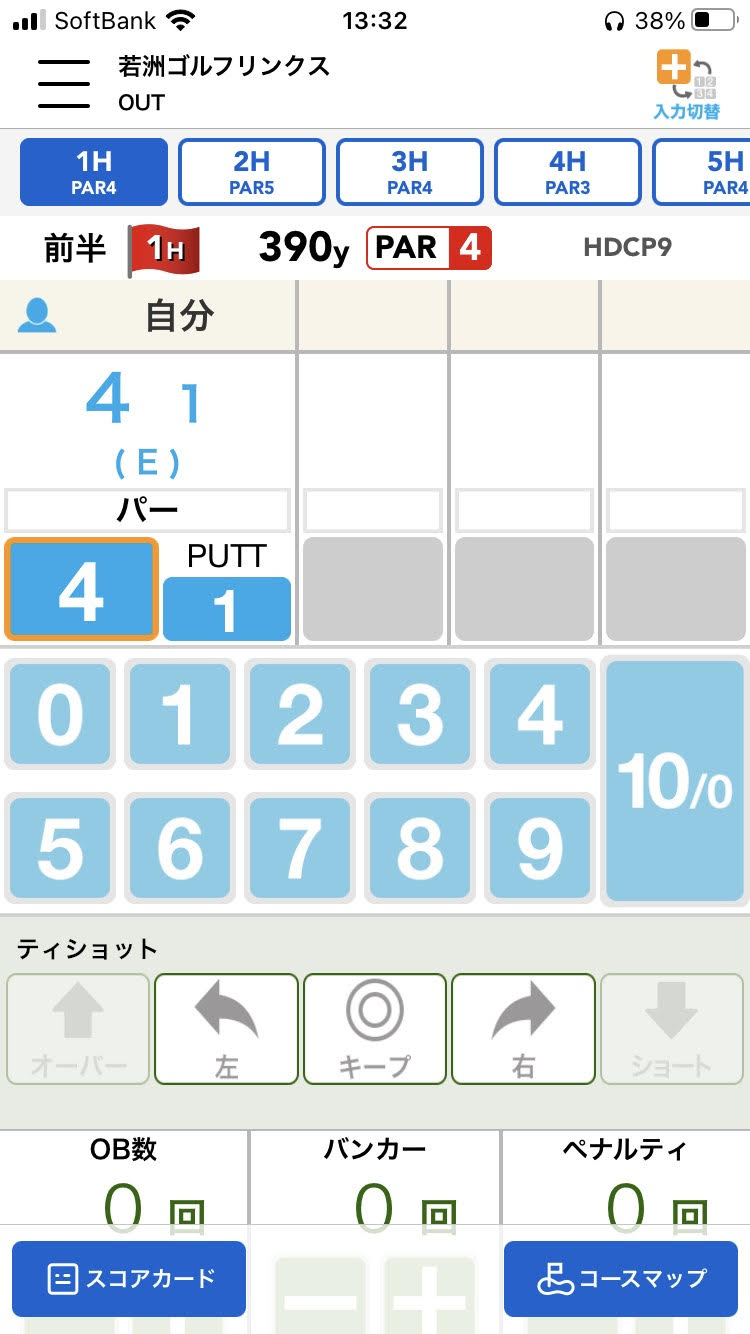 SoftBank 13:32 38%
若洲ゴルフリンクス
OUT
入力切替
1H 2H 3H 4H 5H
PAR4 PAR5 PAR4 PAR3 PAR4
前半 1H 390y PAR 4 HDCP9
自分
4 1
(E)
パー
PUTT
4 1
0 1 2 3 4
10/0
5 6 7 8 9
ティショット
オーバー 左 キープ 右 ショート
OB数 バンカー ペナルティ
0回 0回 0回
スコアカード コースマップ